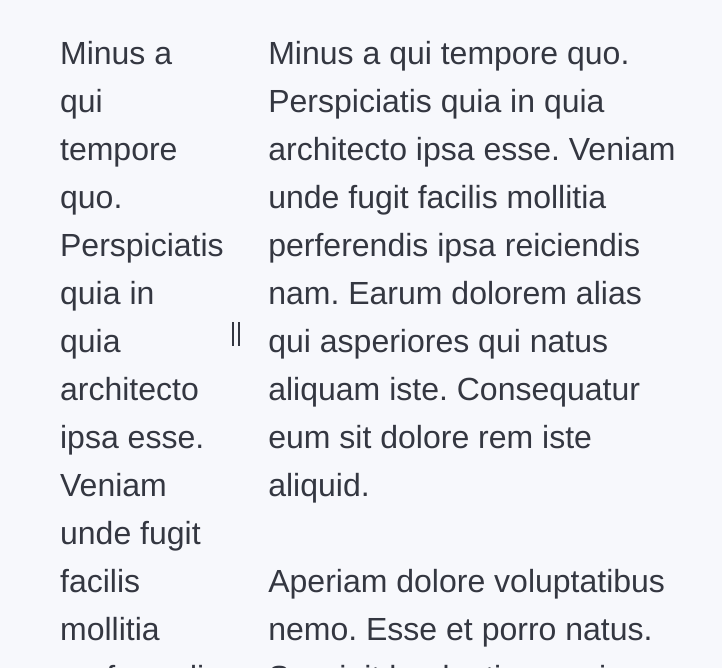 Minus a
qui
tempore
quo.
Perspiciatis
quia in
quia
architecto
ipsa esse.
Veniam
unde fugit
facilis
mollitia
Minus a qui tempore quo.
Perspiciatis quia in quia
architecto ipsa esse. Veniam
unde fugit facilis mollitia
perferendis ipsa reiciendis
nam. Earum dolorem alias
qui asperiores qui natus
aliquam iste. Consequatur
eum sit dolore rem iste
aliquid.
Aperiam dolore voluptatibus
nemo. Esse et porro natus.